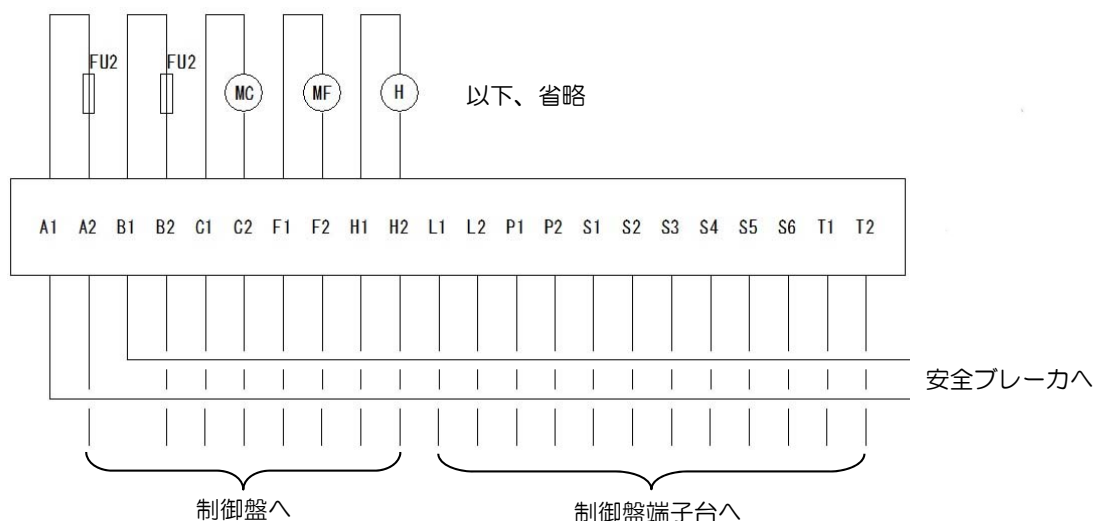 FU2 FU2
MC MF H 以下、省略
A1 A2 B1 B2 C1 C2 F1 F2 H1 H2 L1 L2 P1 P2 S1 S2 S3 S4 S5 S6 T1 T2
安全ブレーカへ
制御盤へ 制御盤端子台へ